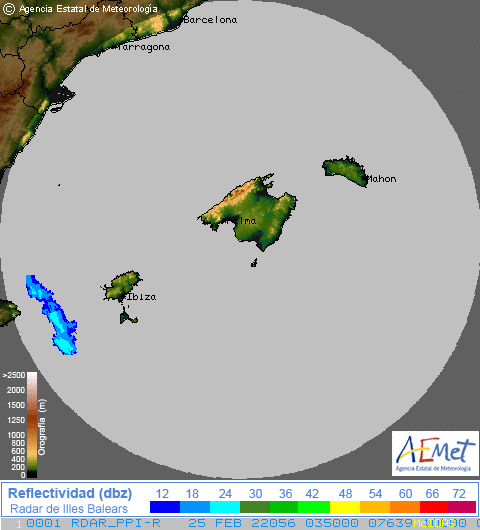 © Agencia Estatal de Meteorología
Barcelona
Tarragona
Mahon
lma
Ibiza
>2500
2000
1500
1400
1000
800
600
400
200
0
Orografía (m)
AEMet
Agencia Estatal de Meteorología
Reflectividad (dbz)
Radar de Illes Balears
12 18 24 30 36 42 48 54 60 66 72
1 0001 RDAR_PPI-R 25 FEB 22056 035000 07639